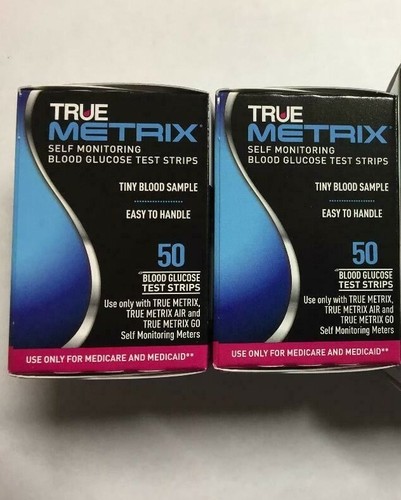 TRUE
METRIX
SELF MONITORING
BLOOD GLUCOSE TEST STRIPS
TINY BLOOD SAMPLE
EASY TO HANDLE
50
BLOOD GLUCOSE
TEST STRIPS
Use only with TRUE METRIX,
TRUE METRIX AIR and
TRUE METRIX GO
Self Monitoring Meters
USE ONLY FOR MEDICARE AND MEDICAID**
TRUE
METRIX
SELF MONITORING
BLOOD GLUCOSE TEST STRIPS
TINY BLOOD SAMPLE
EASY TO HANDLE
50
BLOOD GLUCOSE
TEST STRIPS
Use only with TRUE METRIX,
TRUE METRIX AIR and
TRUE METRIX GO
Self Monitoring Meters
USE ONLY FOR MEDICARE AND MEDICAID**